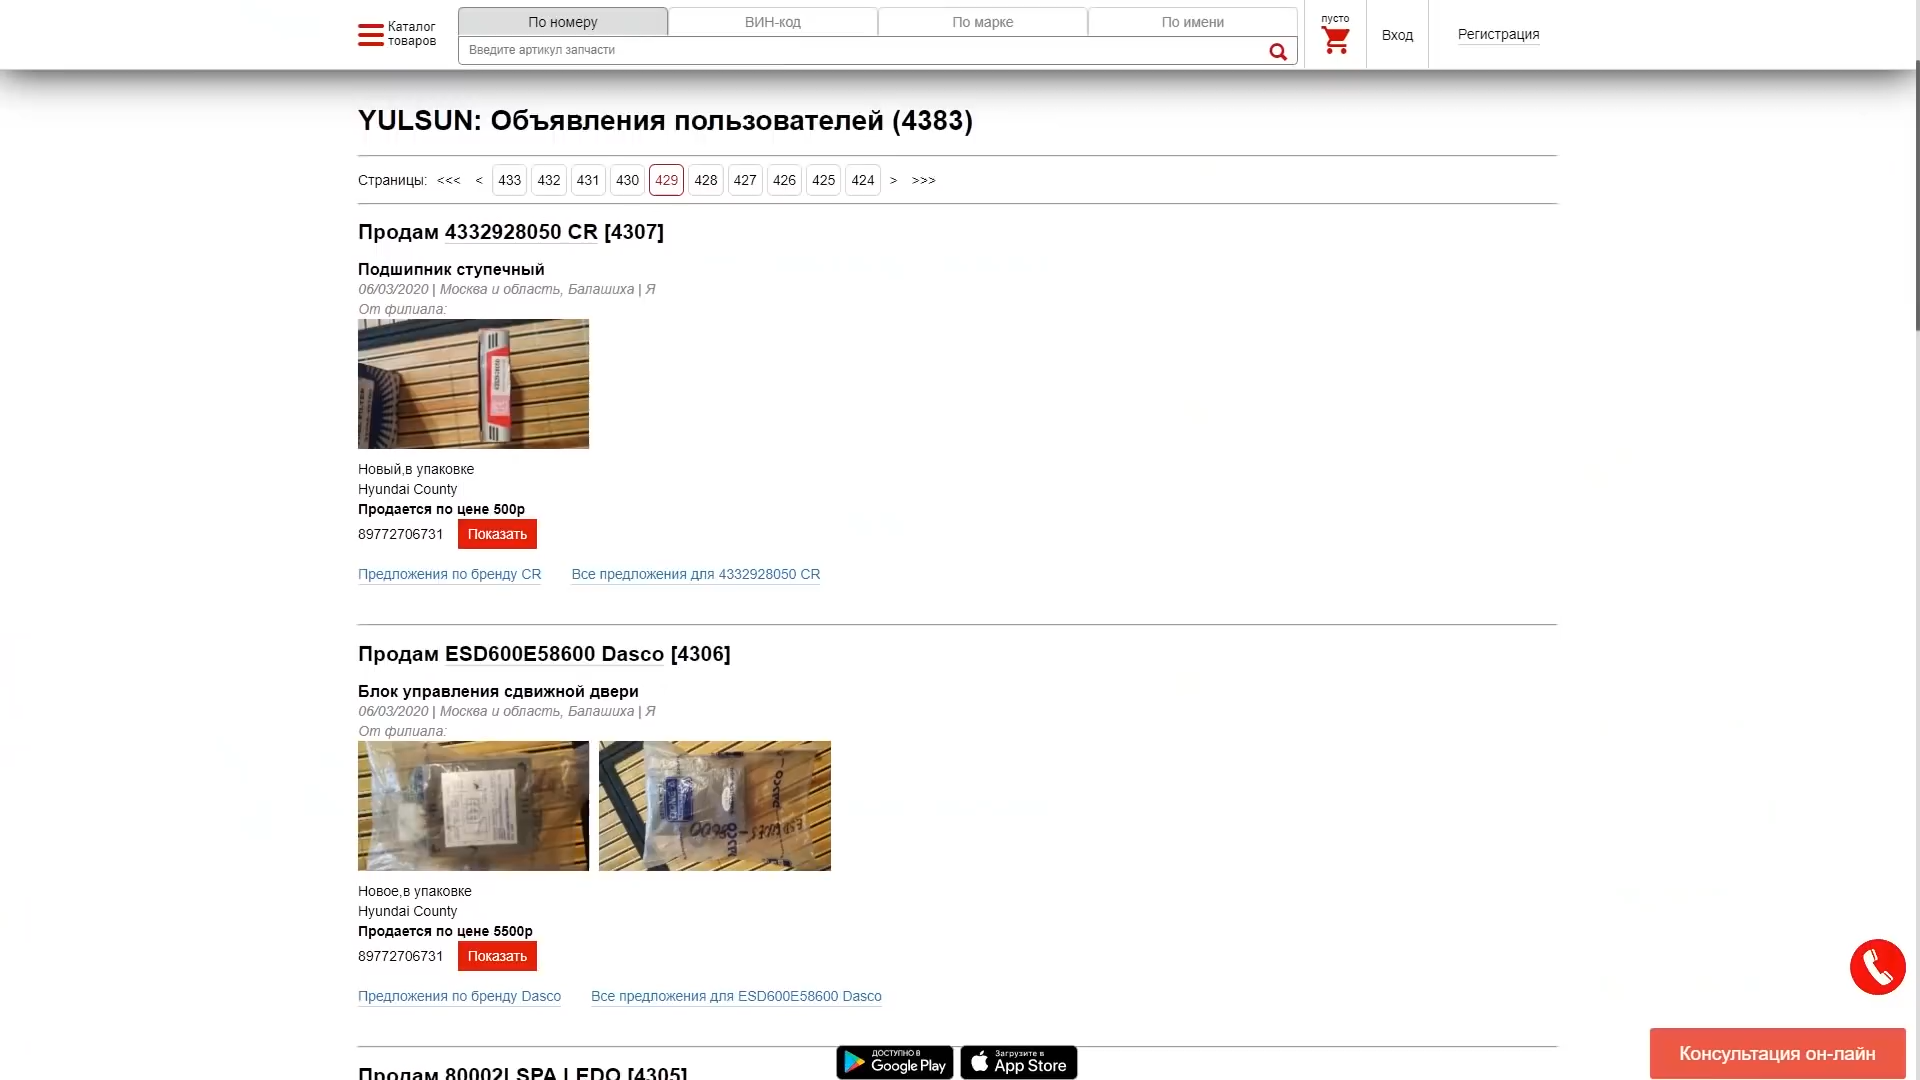 Каталог
товаров
По номеру
ВИН-код
По марке
По имени
Введите артикул запчасти
пусто
Вход
Регистрация
YULSUN: Объявления пользователей (4383)
Страницы: <<< < 433 432 431 430 429 428 427 426 425 424 > >>>
Продам 4332928050 CR [4307]
Подшипник ступечный
06/03/2020 | Москва и область, Балашиха | Я
От филиала:
Новый,в упаковке
Hyundai County
Продается по цене 500р
89772706731 Показать
Предложения по бренду CR Все предложения для 4332928050 CR
Продам ESD600E58600 Dasco [4306]
Блок управления сдвижной двери
06/03/2020 | Москва и область, Балашиха | Я
От филиала:
Новое,в упаковке
Hyundai County
Продается по цене 5500р
89772706731 Показать
Предложения по бренду Dasco Все предложения для ESD600E58600 Dasco
ДОСТУПНО В
Google Play
Загрузите в
App Store
Консультация он-лайн